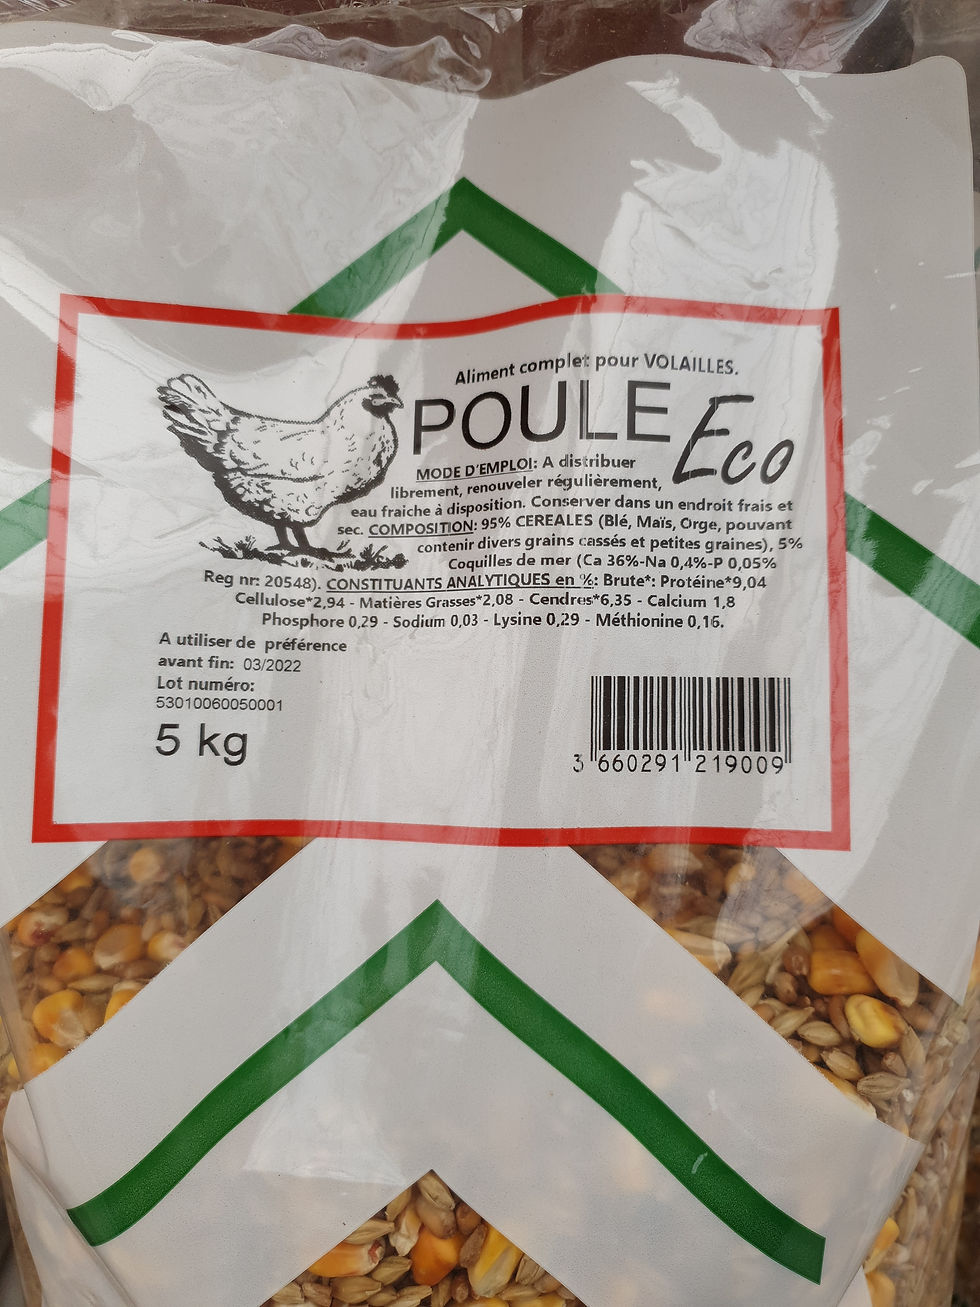 Aliment complet pour VOLAILLES.
POULE Eco
MODE D'EMPLOI: A distribuer
librement, renouveler régulièrement,
eau fraiche à disposition. Conserver dans un endroit frais et
sec. COMPOSITION: 95% CEREALES (Blé, Maïs, Orge, pouvant
contenir divers grains cassés et petites graines), 5%
Coquilles de mer (Ca 36%-Na 0,4%-P 0,05%
Reg nr: 20548). CONSTITUANTS ANALYTIQUES en %: Brute*: Protéine*9,04
Cellulose*2,94 - Matières Grasses*2,08 - Cendres*6,35 - Calcium 1,8
Phosphore 0,29 - Sodium 0,03 - Lysine 0,29 - Méthionine 0,16.
A utiliser de préférence
avant fin: 03/2022
Lot numéro:
53010060050001
5 kg
3 660291 219009